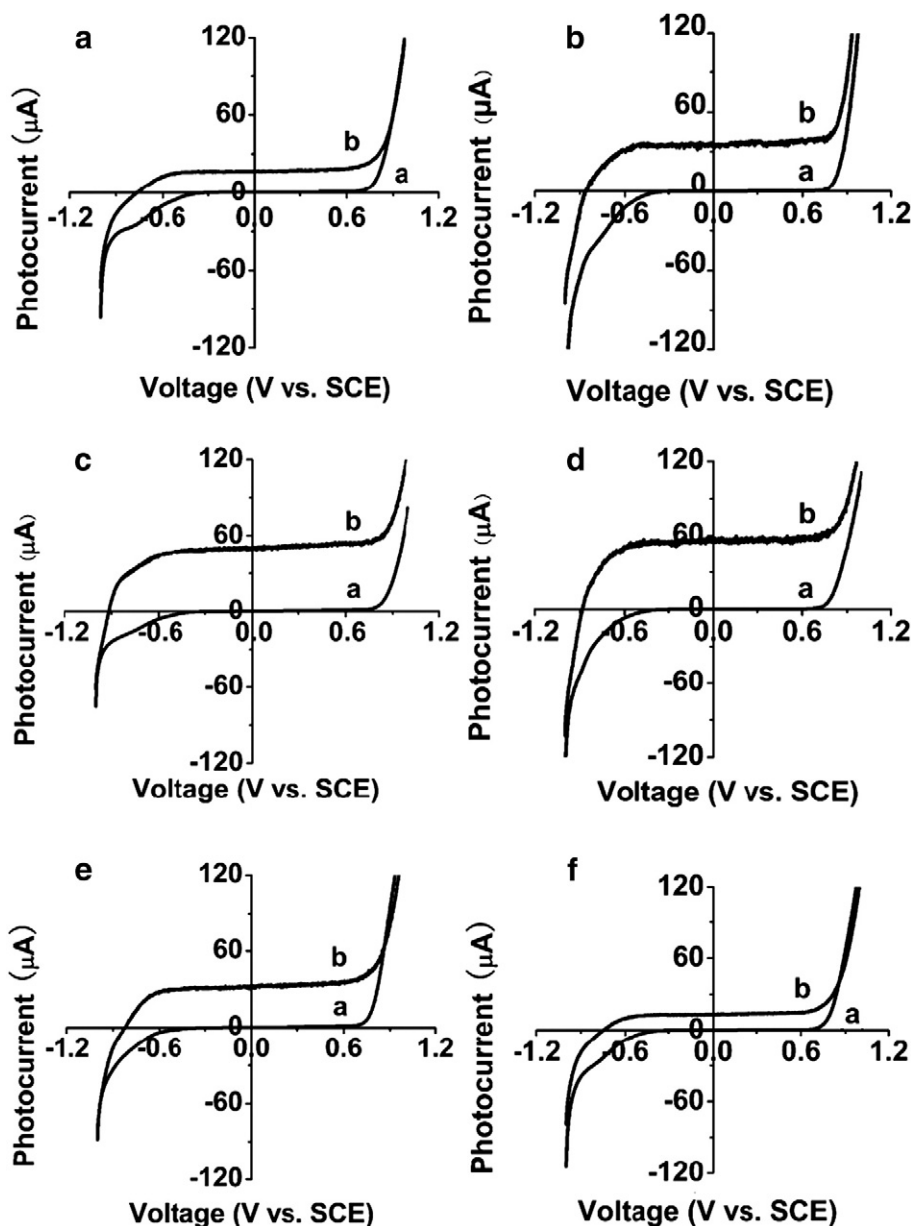 a
120
60
0
-60
-120
-1.2 -0.6 0.0 0.6 1.2
b
a
Photocurrent (μA)
Voltage (V vs. SCE)
b
120
60
0
-60
-120
-1.2 -0.6 0.0 0.6 1.2
b
a
Photocurrent (μA)
Voltage (V vs. SCE)
c
120
60
0
-60
-120
-1.2 -0.6 0.0 0.6 1.2
b
a
Photocurrent (μA)
Voltage (V vs. SCE)
d
120
60
0
-60
-120
-1.2 -0.6 0.0 0.6 1.2
b
a
Photocurrent (μA)
Voltage (V vs. SCE)
e
120
60
0
-60
-120
-1.2 -0.6 0.0 0.6 1.2
b
a
Photocurrent (μA)
Voltage (V vs. SCE)
f
120
60
0
-60
-120
-1.2 -0.6 0.0 0.6 1.2
b
a
Photocurrent (μA)
Voltage (V vs. SCE)